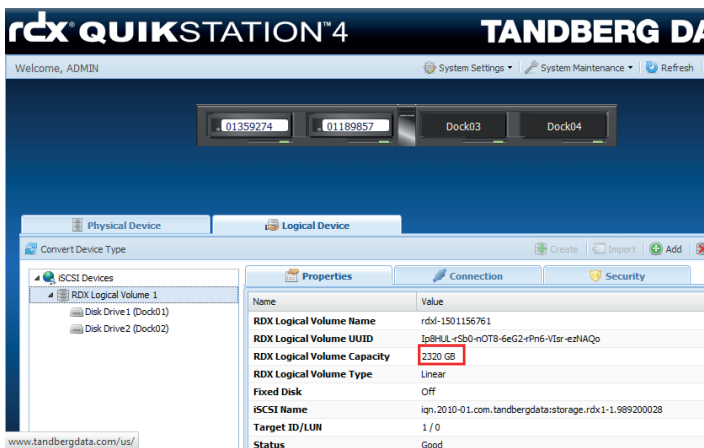 rdx® QUIKSTATION™4 TANDBERG DA
Welcome, ADMIN System Settings System Maintenance Refresh
01359274 01189857 Dock03 Dock04
Physical Device Logical Device
Convert Device Type Create Import Add
iSCSI Devices Properties Connection Security
RDX Logical Volume 1 Name Value
Disk Drive1 (Dock01) RDX Logical Volume Name rdxl-1501156761
Disk Drive2 (Dock02) RDX Logical Volume UUID Ip8HUL-rSb0-nOT8-6eG2-rPn6-VIsr-ezNAQo
RDX Logical Volume Capacity 2320 GB
RDX Logical Volume Type Linear
Fixed Disk Off
iSCSI Name iqn.2010-01.com.tandbergdata:storage.rdx1-1.989200028
Target ID/LUN 1 / 0
www.tandbergdata.com/us/ Status Good